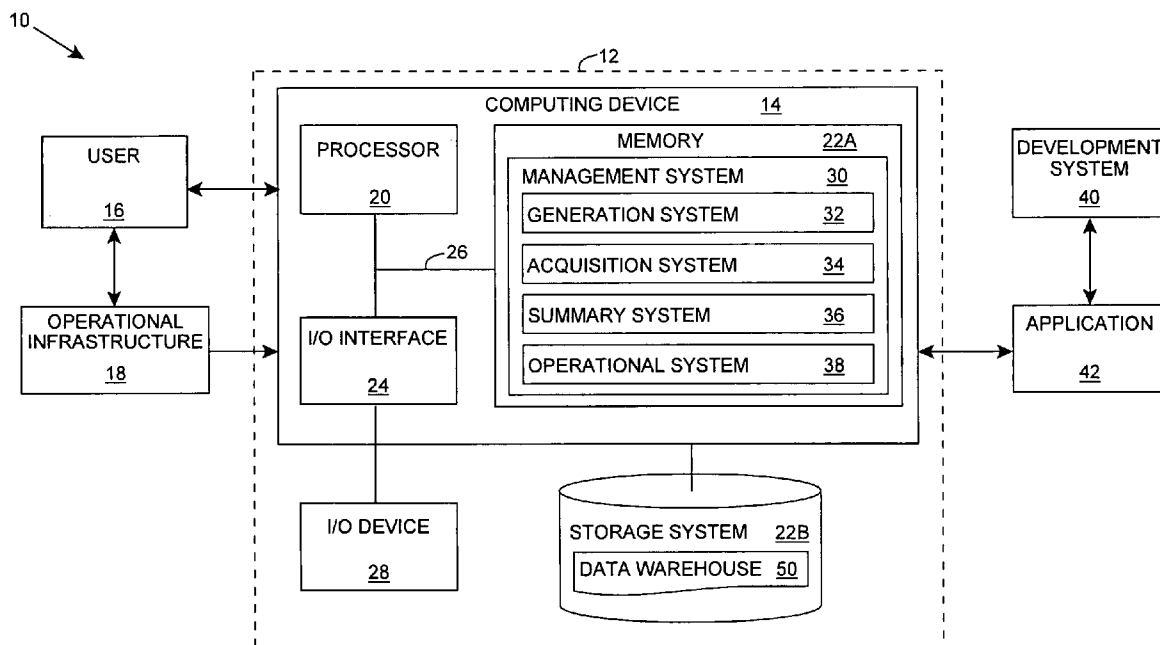 10
12
COMPUTING DEVICE 14
USER
16
OPERATIONAL
INFRASTRUCTURE
18
PROCESSOR
20
26
I/O INTERFACE
24
I/O DEVICE
28
MEMORY 22A
MANAGEMENT SYSTEM 30
GENERATION SYSTEM 32
ACQUISITION SYSTEM 34
SUMMARY SYSTEM 36
OPERATIONAL SYSTEM 38
STORAGE SYSTEM 22B
DATA WAREHOUSE 50
DEVELOPMENT
SYSTEM
40
APPLICATION
42